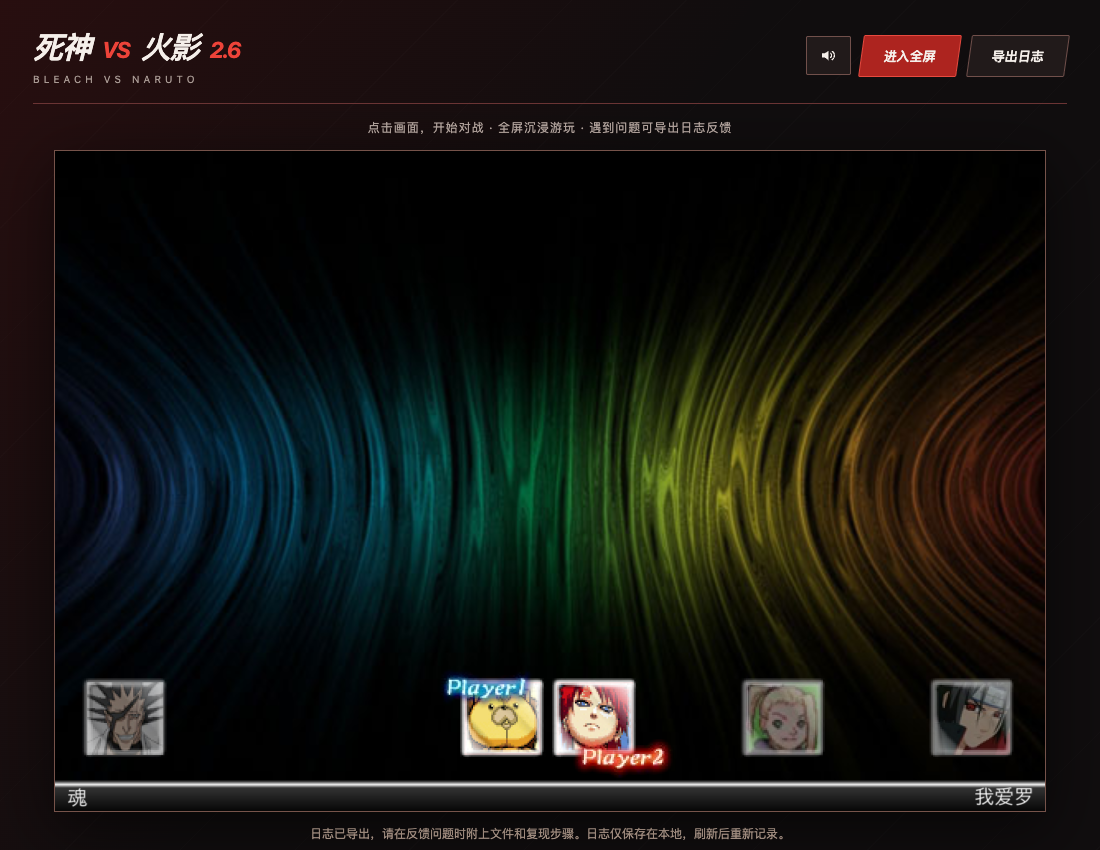 死神 VS 火影 2.6
BLEACH VS NARUTO
进入全屏
导出日志
点击画面，开始对战 · 全屏沉浸游玩 · 遇到问题可导出日志反馈
Player1
Player2
魂
我爱罗
日志已导出，请在反馈问题时附上文件和复现步骤。日志仅保存在本地，刷新后重新记录。